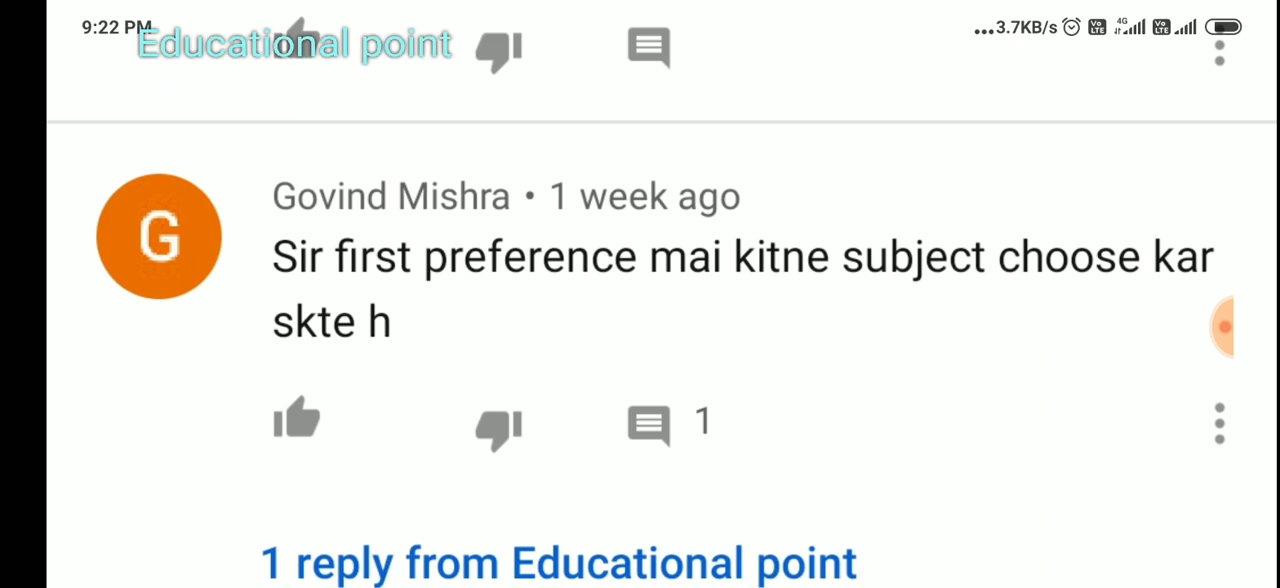 9:22 PM
...3.7KB/s 4G
Educational point
Govind Mishra • 1 week ago
G
Sir first preference mai kitne subject choose kar
skte h
1
1 reply from Educational point